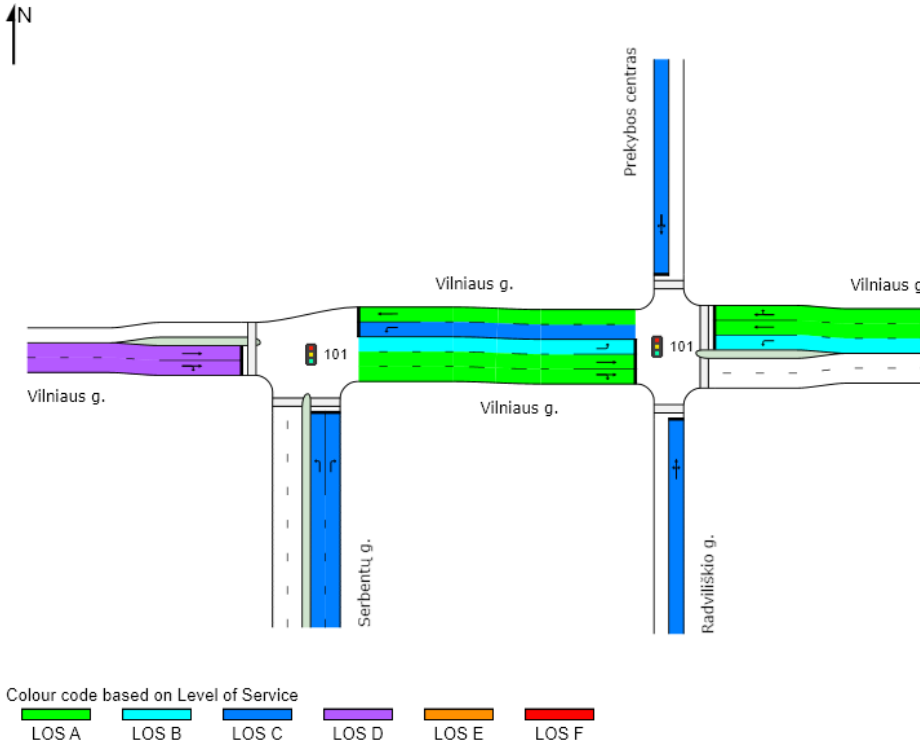 N
Prekybos centras
Vilniaus g.
Vilniaus g
101
101
Vilniaus g.
Vilniaus g.
Serbentų g.
Radviliškio g.
Colour code based on Level of Service
LOS A LOS B LOS C LOS D LOS E LOS F